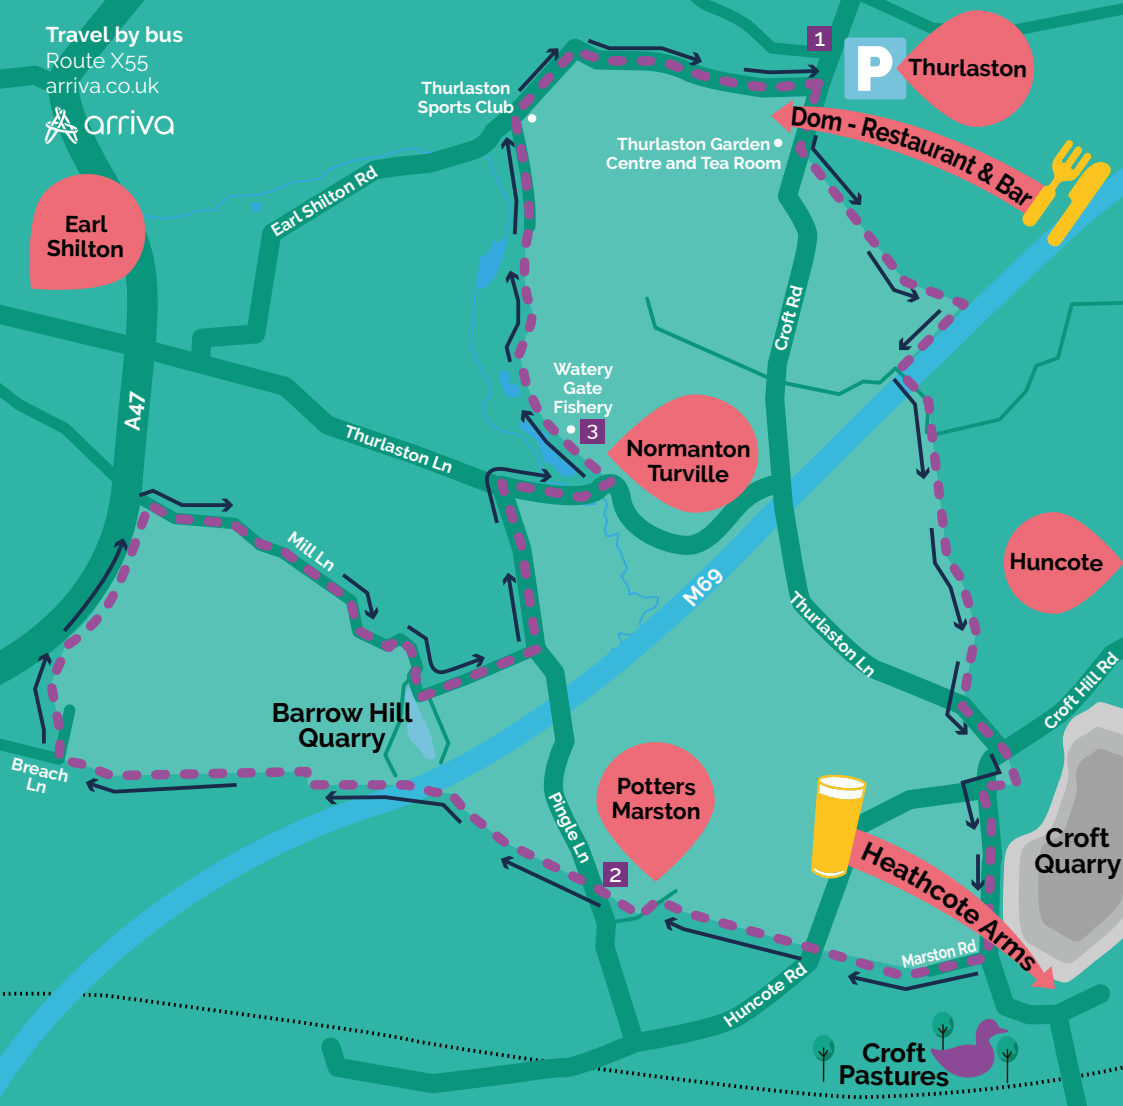 Travel by bus
Route X55
arriva.co.uk
arriva
1
P
Thurlaston
Thurlaston
Sports Club
Dom - Restaurant & Bar
Thurlaston Garden
Centre and Tea Room
Earl Shilton Rd
Earl
Shilton
Croft Rd
Watery
Gate
Fishery
3
A47
Thurlaston Ln
Normanton
Turville
Mill Ln
Huncote
M69
Thurlaston Ln
Croft Hill Rd
Barrow Hill
Quarry
Breach
Ln
Potters
Marston
Pingle Ln
2
Croft
Quarry
Heathcote Arms
Marston Rd
Huncote Rd
Croft
Pastures